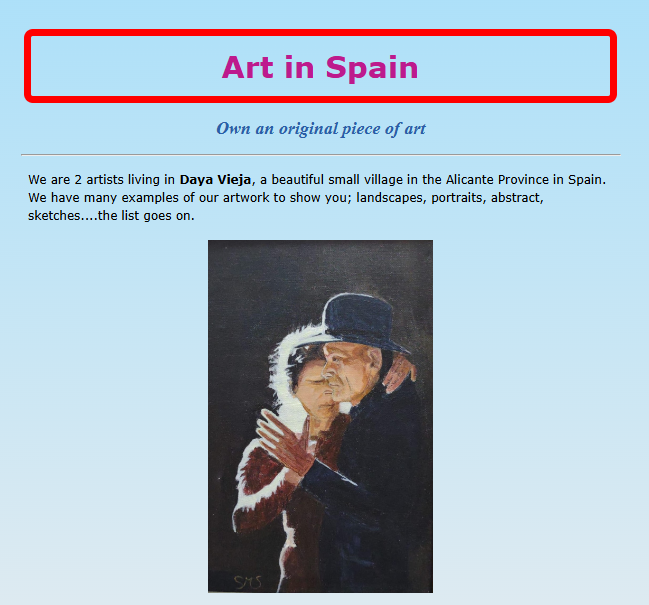 Art in Spain
Own an original piece of art
We are 2 artists living in Daya Vieja, a beautiful small village in the Alicante Province in Spain.
We have many examples of our artwork to show you; landscapes, portraits, abstract,
sketches....the list goes on.
SMS